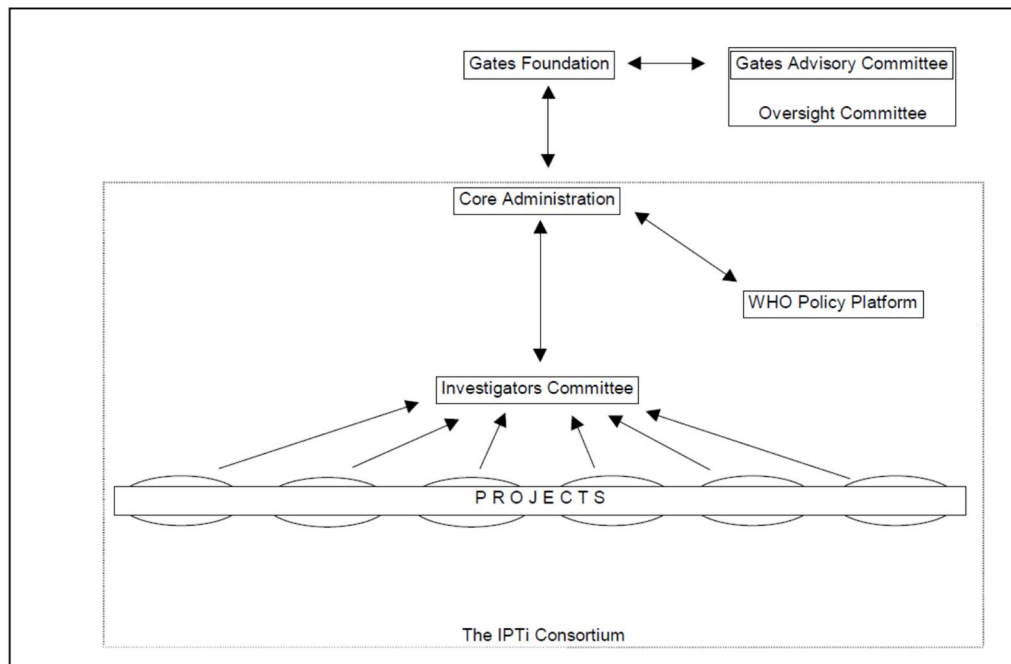 Gates Foundation
Gates Advisory Committee
Oversight Committee
Core Administration
WHO Policy Platform
Investigators Committee
P R O J E C T S
The IPTi Consortium